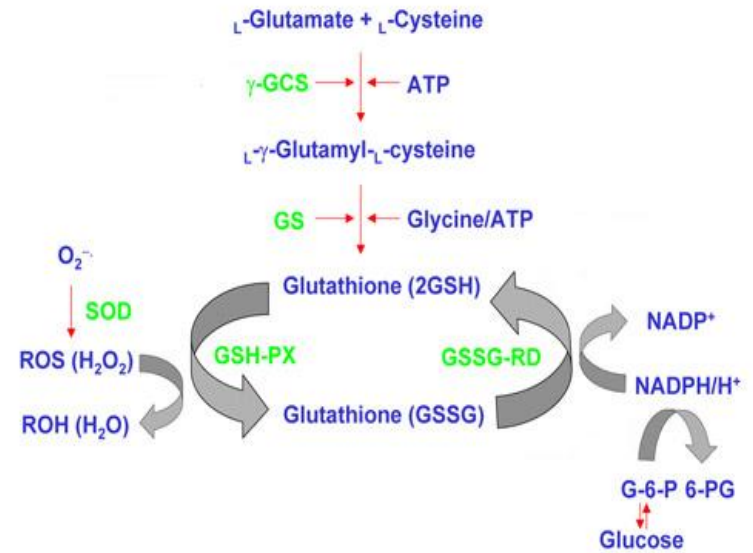 L-Glutamate + L-Cysteine
γ-GCS ATP
L-γ-Glutamyl-L-cysteine
GS Glycine/ATP
O₂⁻·
SOD
Glutathione (2GSH)
NADP⁺
ROS (H₂O₂)
GSH-PX GSSG-RD
NADPH/H⁺
ROH (H₂O)
Glutathione (GSSG)
G-6-P 6-PG
Glucose